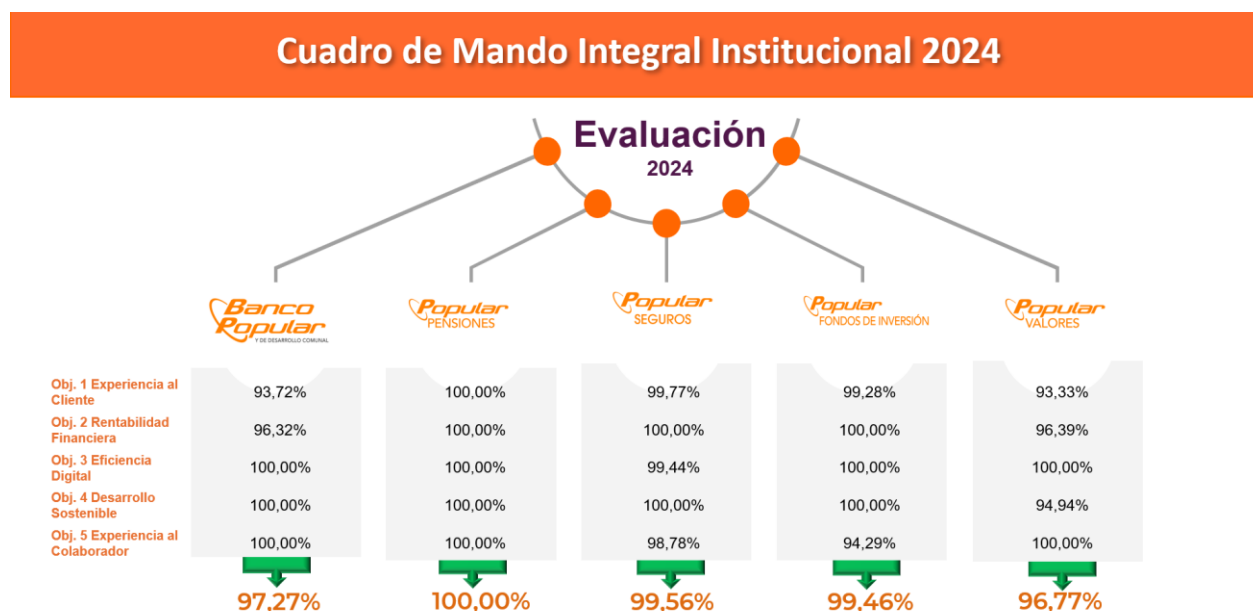 Cuadro de Mando Integral Institucional 2024
Evaluación
2024
Banco
Popular
Y DE DESARROLLO COMUNAL
Popular
PENSIONES
Popular
SEGUROS
Popular
FONDOS DE INVERSIÓN
Popular
VALORES
Obj. 1 Experiencia al
Cliente
93,72% 100,00% 99,77% 99,28% 93,33%
Obj. 2 Rentabilidad
Financiera
96,32% 100,00% 100,00% 100,00% 96,39%
Obj. 3 Eficiencia
Digital
100,00% 100,00% 99,44% 100,00% 100,00%
Obj. 4 Desarrollo
Sostenible
100,00% 100,00% 100,00% 100,00% 94,94%
Obj. 5 Experiencia al
Colaborador
100,00% 100,00% 98,78% 94,29% 100,00%
97,27% 100,00% 99,56% 99,46% 96,77%